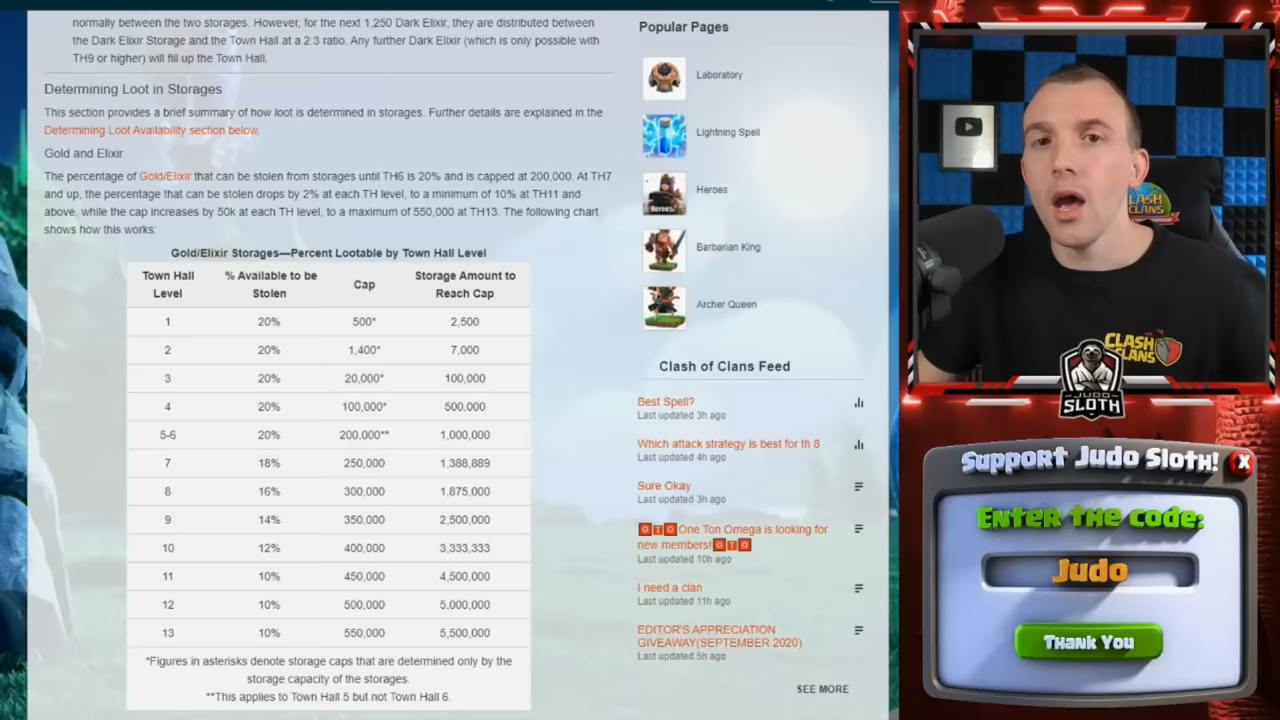 normally between the two storages. However, for the next 1,250 Dark Elixir, they are distributed between
the Dark Elixir Storage and the Town Hall at a 2:3 ratio. Any further Dark Elixir (which is only possible with
TH9 or higher) will fill up the Town Hall.
Determining Loot in Storages
This section provides a brief summary of how loot is determined in storages. Further details are explained in the
Determining Loot Availability section below.
Gold and Elixir
The percentage of Gold/Elixir that can be stolen from storages until TH6 is 20% and is capped at 200,000. At TH7
and up, the percentage that can be stolen drops by 2% at each TH level, to a minimum of 10% at TH11 and
above, while the cap increases by 50k at each TH level, to a maximum of 550,000 at TH13. The following chart
shows how this works:
Gold/Elixir Storages—Percent Lootable by Town Hall Level
Town Hall Level % Available to be Stolen Cap Storage Amount to Reach Cap
1 20% 500* 2,500
2 20% 1,400* 7,000
3 20% 20,000* 100,000
4 20% 100,000* 500,000
5-6 20% 200,000** 1,000,000
7 18% 250,000 1,388,889
8 16% 300,000 1,875,000
9 14% 350,000 2,500,000
10 12% 400,000 3,333,333
11 10% 450,000 4,500,000
12 10% 500,000 5,000,000
13 10% 550,000 5,500,000
*Figures in asterisks denote storage caps that are determined only by the
storage capacity of the storages.
**This applies to Town Hall 5 but not Town Hall 6.
Popular Pages
Laboratory
Lightning Spell
Heroes.
Heroes
Barbarian King
Archer Queen
Clash of Clans Feed
Best Spell?
Last updated 3h ago
Which attack strategy is best for th 8
Last updated 4h ago
Sure Okay
Last updated 3h ago
🅾🆃🅾One Ton Omega is looking for
new members!🅾🆃🅾
Last updated 10h ago
I need a clan
Last updated 11h ago
EDITOR'S APPRECIATION
GIVEAWAY(SEPTEMBER 2020)
Last updated 5h ago
SEE MORE
CLASH
CLANS
CLASH
CLANS
JUDO
SLOTH
Support Judo Sloth!
X
Enter the code:
Judo
Thank You